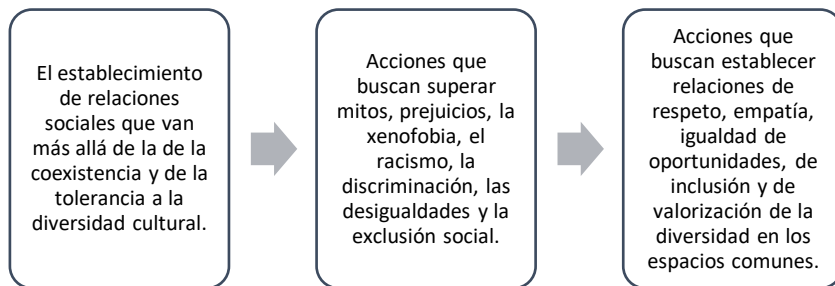 El establecimiento
de relaciones
sociales que van
más allá de la de la
coexistencia y de la
tolerancia a la
diversidad cultural.
Acciones que
buscan superar
mitos, prejuicios, la
xenofobia, el
racismo, la
discriminación, las
desigualdades y la
exclusión social.
Acciones que
buscan establecer
relaciones de
respeto, empatía,
igualdad de
oportunidades, de
inclusión y de
valorización de la
diversidad en los
espacios comunes.